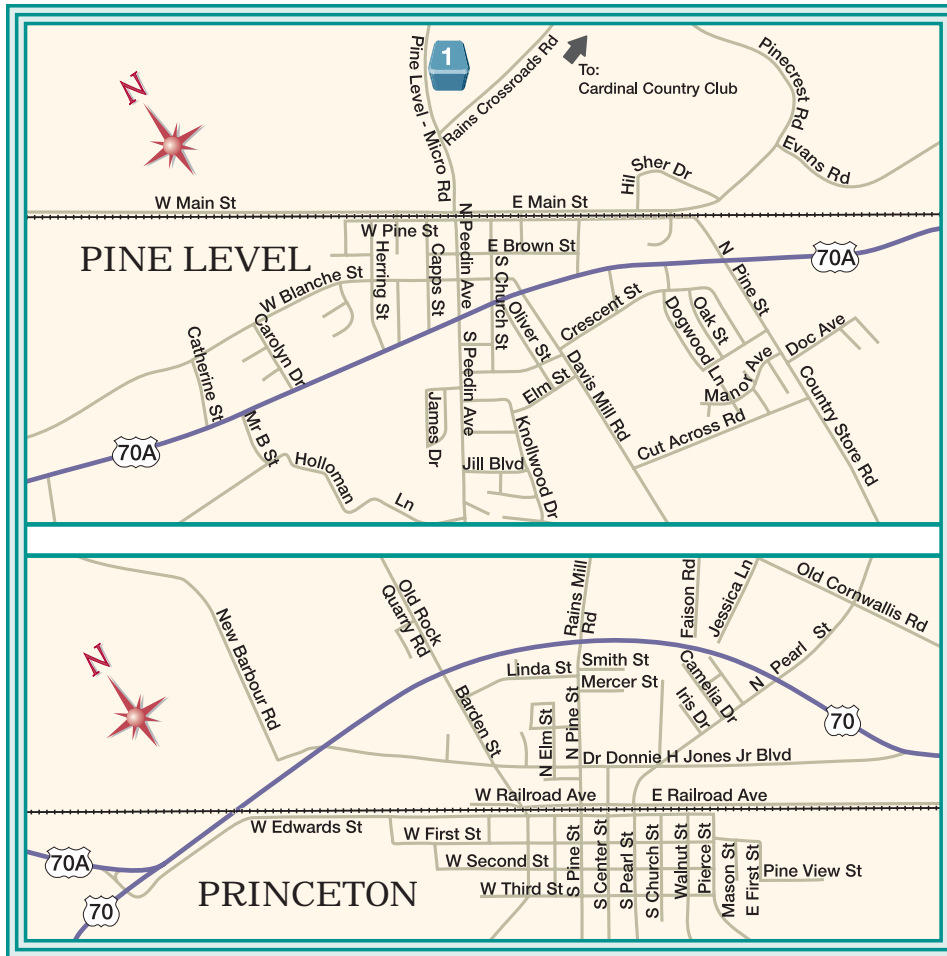 N
Pine Level - Micro Rd
1
Rains Crossroads Rd
To:
Cardinal Country Club
Pinecrest Rd
Evans Rd
Hil
Sher Dr
W Main St
E Main St
PINE LEVEL
W Pine St
N Peedin Ave
E Brown St
N Pine St
70A
Herring St
Capps St
S Church St
W Blanche St
Carolyn Dr
Catherine St
Oliver St
Crescent St
Dogwood Ln
Oak St
Doc Ave
Manor Ave
S Peedin Ave
Davis Mill Rd
Elm St
James Dr
Knollwood Dr
Jill Blvd
Cut Across Rd
Country Store Rd
70A
Mr B St
Holloman
Ln
N
New Barbour Rd
Old Rock
Quarry Rd
Rains Mill
Rd
Faison Rd
Jessica Ln
Old Cornwallis Rd
N Pearl St
Linda St
Smith St
Mercer St
Camelia Dr
Iris Dr
70
Barden St
N Elm St
N Pine St
Dr Donnie H Jones Jr Blvd
W Railroad Ave
E Railroad Ave
W Edwards St
W First St
W Second St
W Third St
S Pine St
S Center St
S Pearl St
S Church St
Walnut St
Pierce St
Mason St
E First St
Pine View St
70A
70
PRINCETON